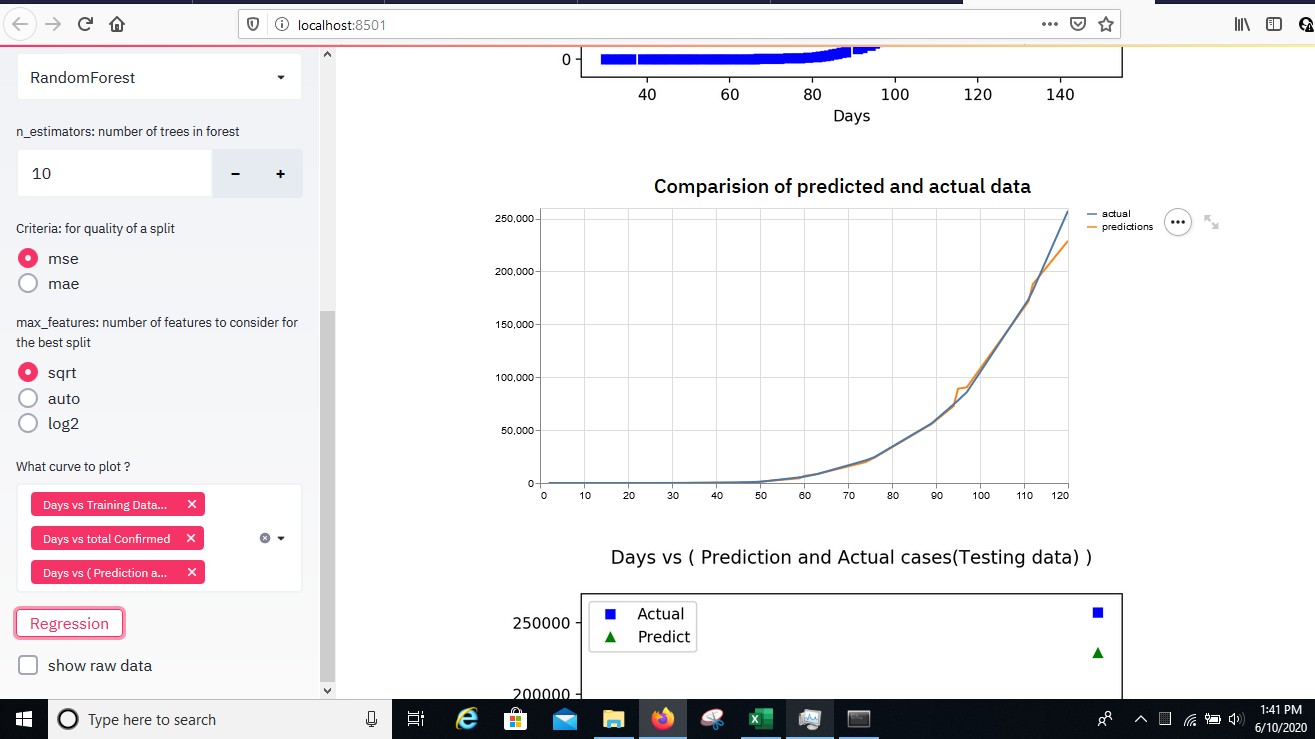 localhost:8501
RandomForest
n_estimators: number of trees in forest
10
-
+
Criteria: for quality of a split
mse
mae
max_features: number of features to consider for
the best split
sqrt
auto
log2
What curve to plot ?
Days vs Training Data...
Days vs total Confirmed
Days vs ( Prediction a...
Regression
show raw data
0
40 60 80 100 120 140
Days
Comparision of predicted and actual data
250,000
200,000
150,000
100,000
50,000
0
0 10 20 30 40 50 60 70 80 90 100 110 120
actual
predictions
Days vs ( Prediction and Actual cases(Testing data) )
250000
200000
Actual
Predict
Type here to search
1:41 PM
6/10/2020